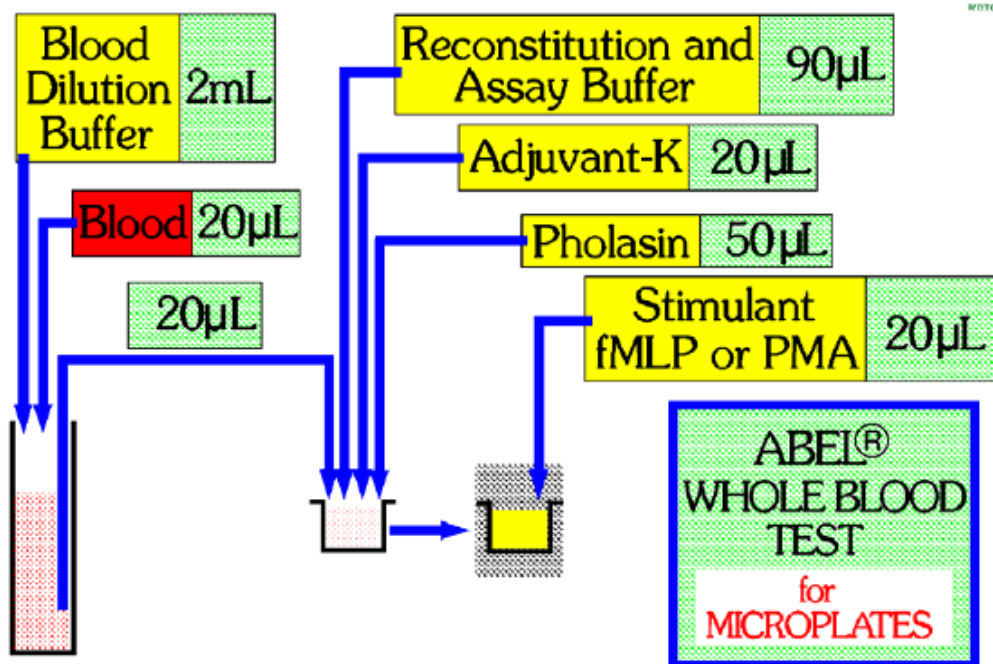 Blood
Dilution
Buffer
2mL
Blood
20µL
20µL
Reconstitution and
Assay Buffer
90µL
Adjuvant-K
20µL
Pholasin
50µL
Stimulant
fMLP or PMA
20µL
ABEL®
WHOLE BLOOD
TEST
for
MICROPLATES